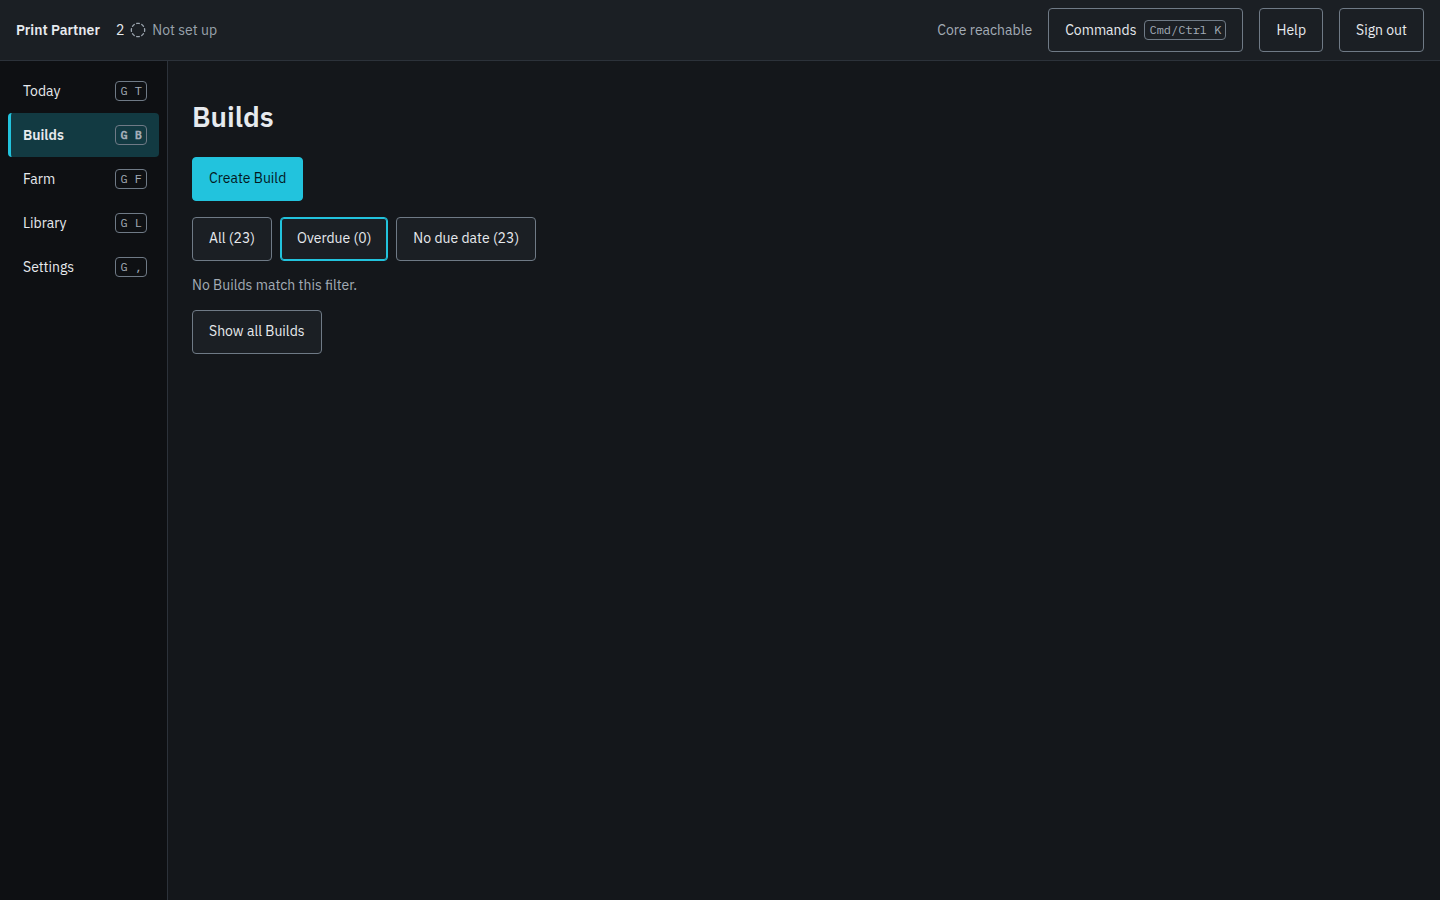 Print Partner 2 Not set up Core reachable Commands Cmd/Ctrl K Help Sign out
Today G T
Builds G B
Farm G F
Library G L
Settings G ,
Builds
Create Build
All (23) Overdue (0) No due date (23)
No Builds match this filter.
Show all Builds